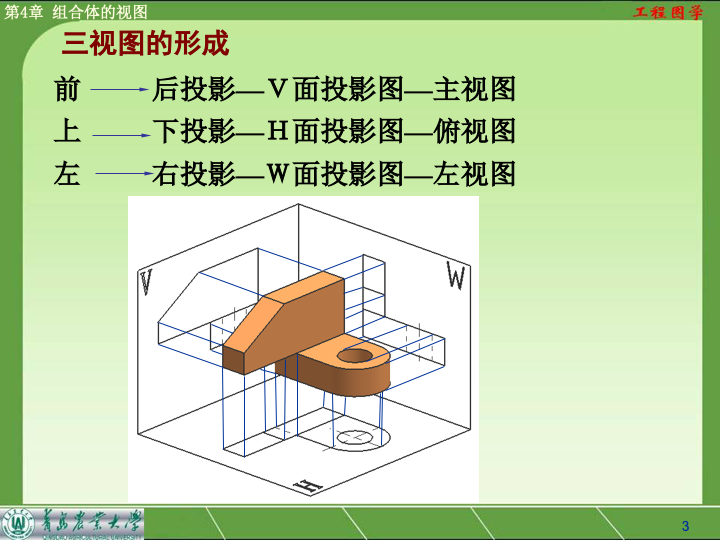 第4章 组合体的视图
工程图学
三视图的形成
前 后投影—V面投影图—主视图
上 下投影—H面投影图—俯视图
左 右投影—W面投影图—左视图
V
W
H
青岛农业大学
3